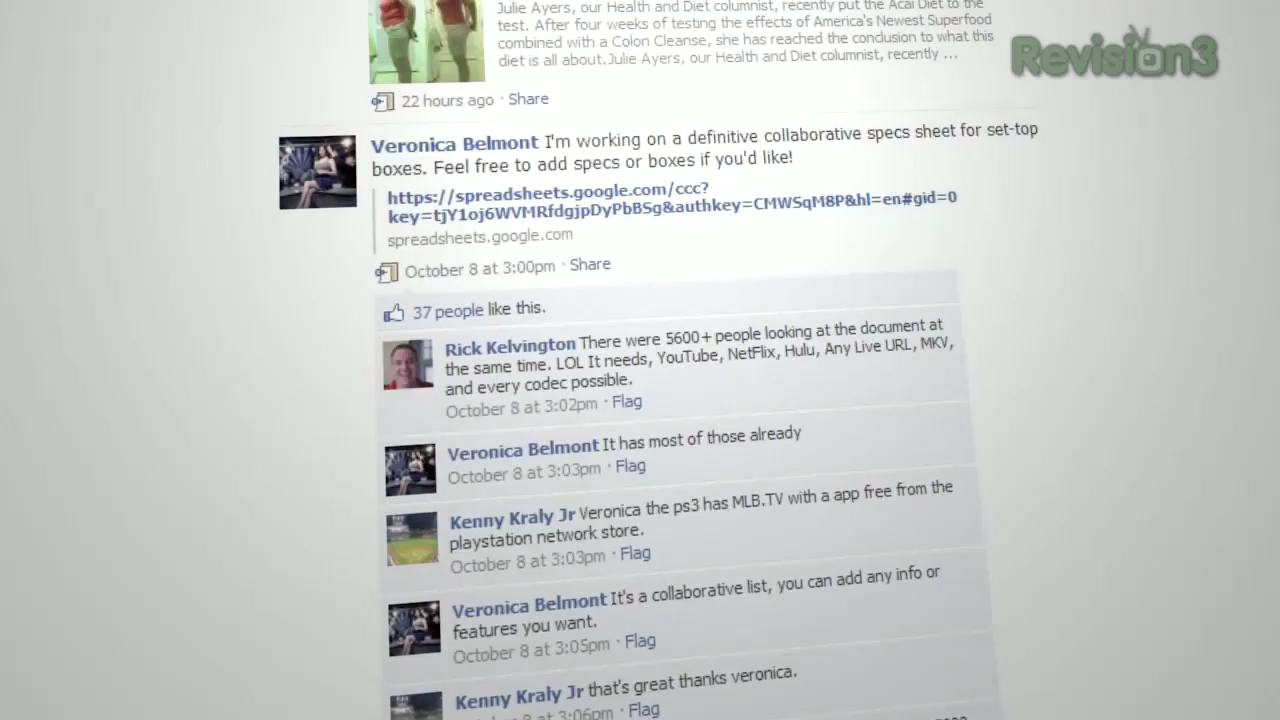 Julie Ayers, our Health and Diet columnist, recently put the Acai Diet to the
test. After four weeks of testing the effects of America's Newest Superfood
combined with a Colon Cleanse, she has reached the conclusion to what this
diet is all about.Julie Ayers, our Health and Diet columnist, recently ...
Revision3
22 hours ago · Share
Veronica Belmont I'm working on a definitive collaborative specs sheet for set-top
boxes. Feel free to add specs or boxes if you'd like!
https://spreadsheets.google.com/ccc?
key=tjY1oj6WVMRfdgjpDyPbBSg&authkey=CMWSqM8P&hl=en#gid=0
spreadsheets.google.com
October 8 at 3:00pm · Share
37 people like this.
Rick Kelvington There were 5600+ people looking at the document at
the same time. LOL It needs, YouTube, NetFlix, Hulu, Any Live URL, MKV,
and every codec possible.
October 8 at 3:02pm · Flag
Veronica Belmont It has most of those already
October 8 at 3:03pm · Flag
Kenny Kraly Jr Veronica the ps3 has MLB.TV with a app free from the
playstation network store.
October 8 at 3:03pm · Flag
Veronica Belmont It's a collaborative list, you can add any info or
features you want.
October 8 at 3:05pm · Flag
Kenny Kraly Jr that's great thanks veronica.
October 8 at 3:06pm · Flag